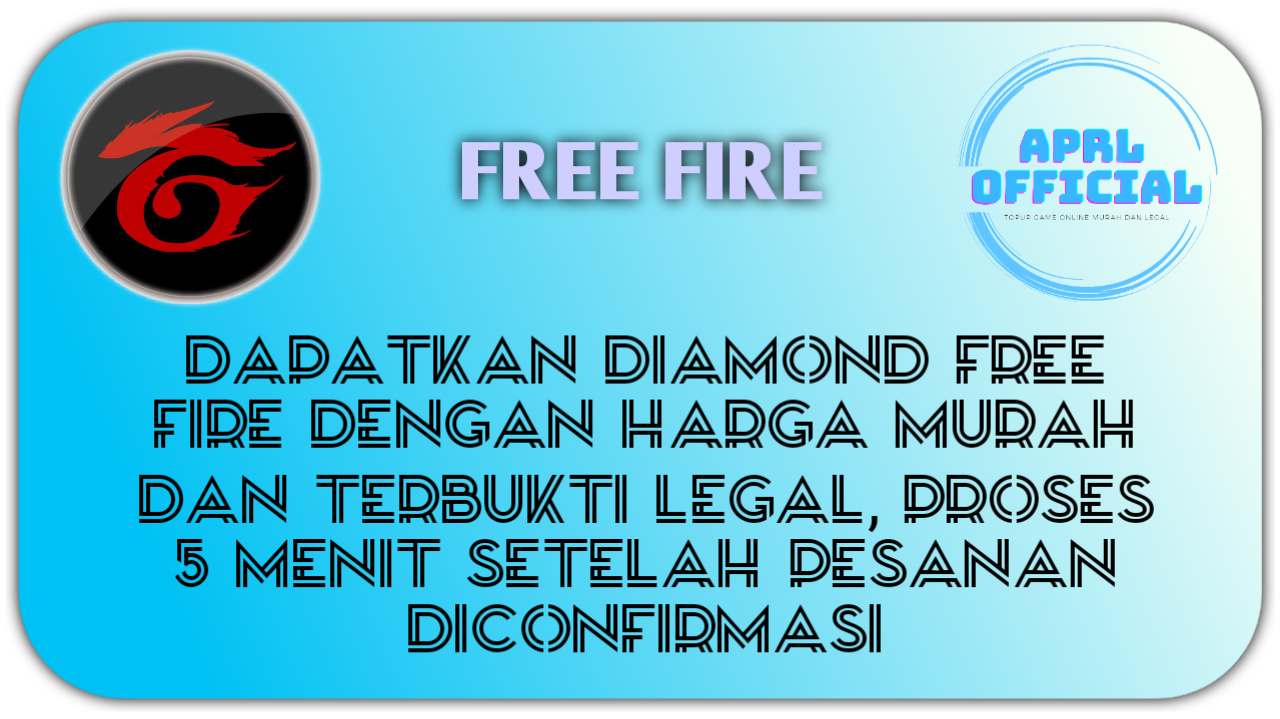 FREE FIRE
APRL
OFFICIAL
TOPUP GAME ONLINE MURAH DAN LEGAL
DAPATKAN DIAMOND FREE
FIRE DENGAN HARGA MURAH
DAN TERBUKTI LEGAL, PROSES
5 MENIT SETELAH PESANAN
DICONFIRMASI